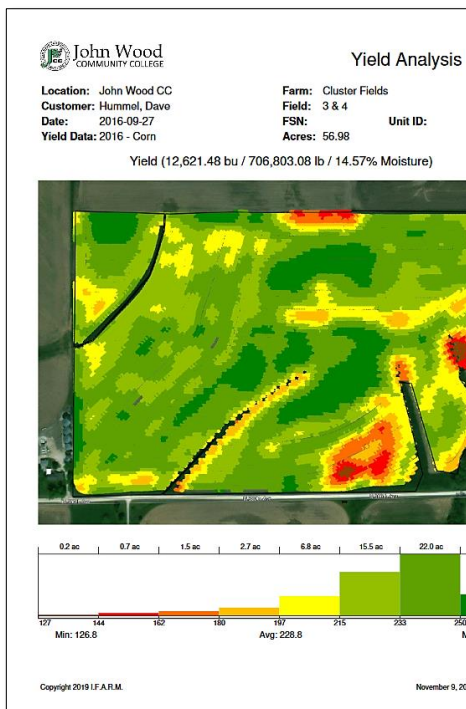 John Wood
COMMUNITY COLLEGE
Yield Analysis
Location: John Wood CC
Customer: Hummel, Dave
Date: 2016-09-27
Yield Data: 2016 - Corn
Farm: Cluster Fields
Field: 3 & 4
FSN: Unit ID:
Acres: 56.98
Yield (12,621.48 bu / 706,803.08 lb / 14.57% Moisture)
0.2 ac 0.7 ac 1.5 ac 2.7 ac 6.8 ac 15.5 ac 22.0 ac
127 144 162 180 197 215 233 250
Min: 126.8 Avg: 228.8 M
Copyright 2019 I.F.A.R.M. November 9, 20